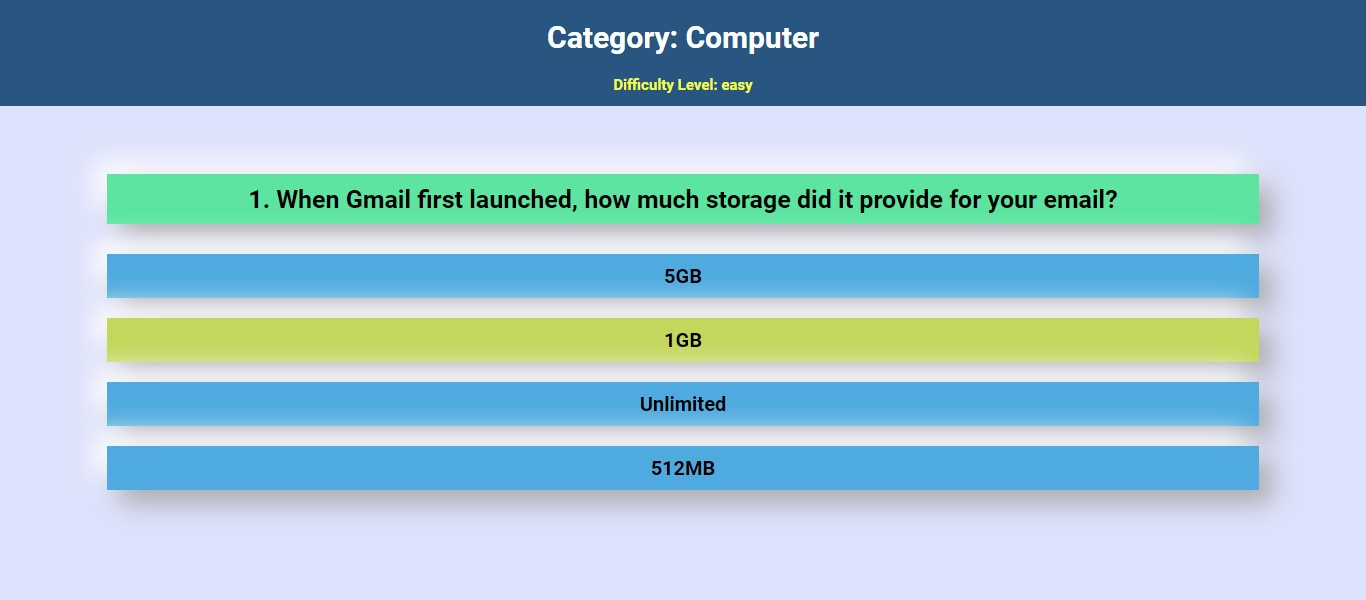 Category: Computer
Difficulty Level: easy
1. When Gmail first launched, how much storage did it provide for your email?
5GB
1GB
Unlimited
512MB